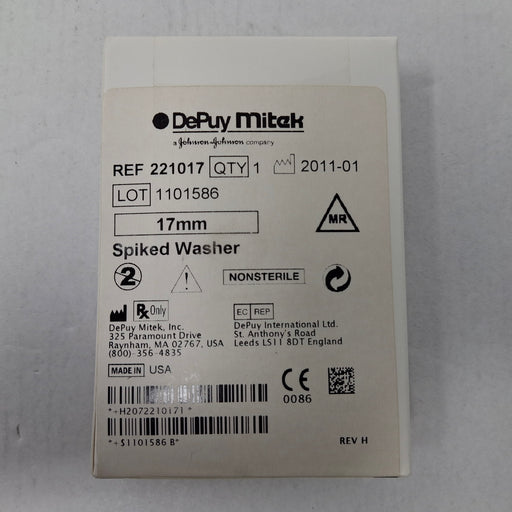 DePuy Mitek
a Johnson & Johnson company
REF 221017 QTY 1 2011-01
LOT 1101586
17mm
MR
Spiked Washer
2
NONSTERILE
Rx Only
EC REP
DePuy Mitek, Inc.
325 Paramount Drive
Raynham, MA 02767, USA
(800)-356-4835
DePuy International Ltd.
St. Anthony's Road
Leeds LS11 8DT England
MADE IN USA
CE
0086
*+H2072210171*
*+$1101586B*
REV H